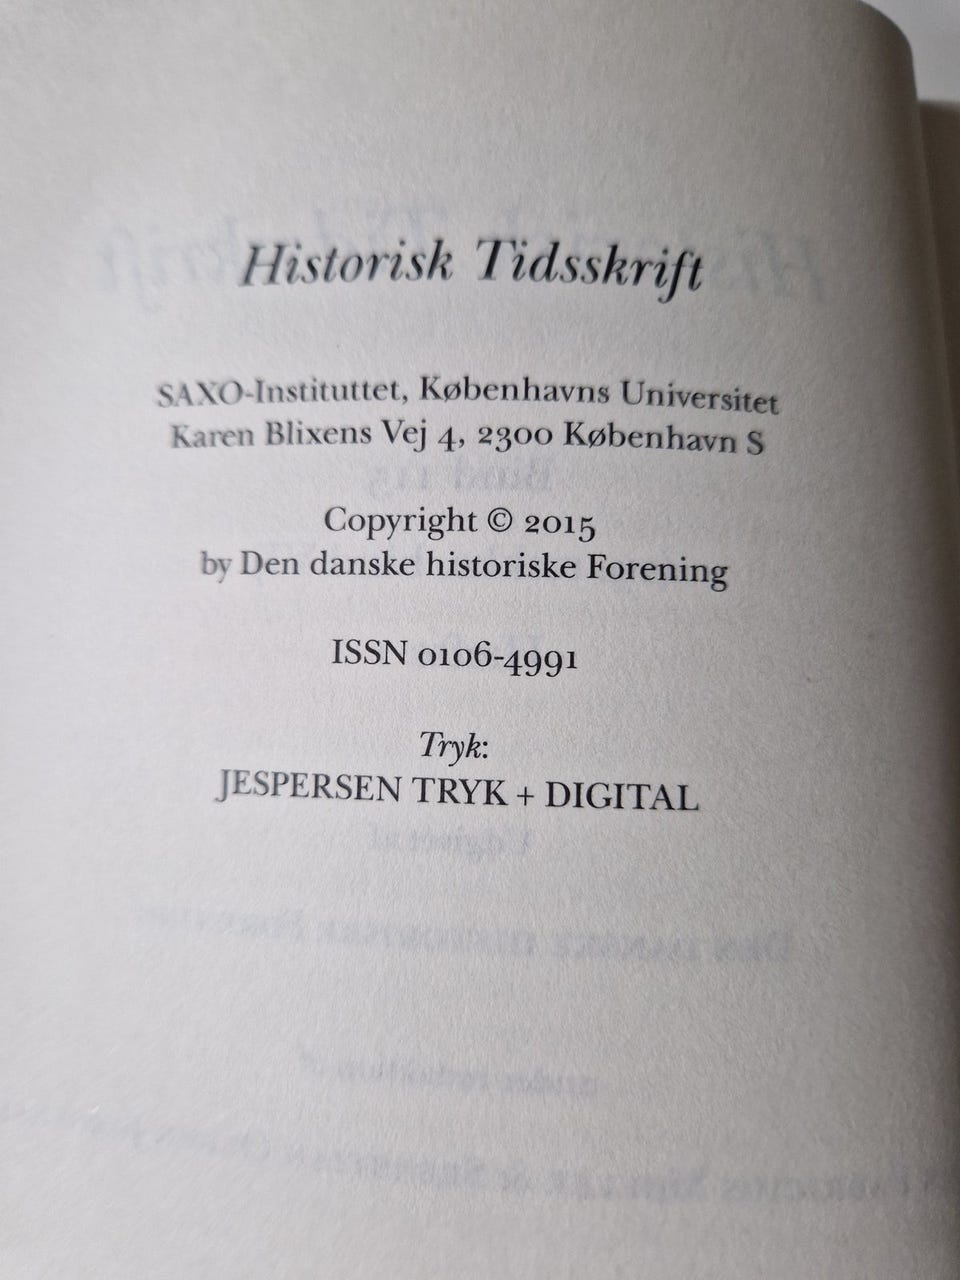 Historisk Tidsskrift
SAXO-Instituttet, Københavns Universitet
Karen Blixens Vej 4, 2300 København S
Copyright © 2015
by Den danske historiske Forening
ISSN 0106-4991
Tryk:
JESPERSEN TRYK + DIGITAL